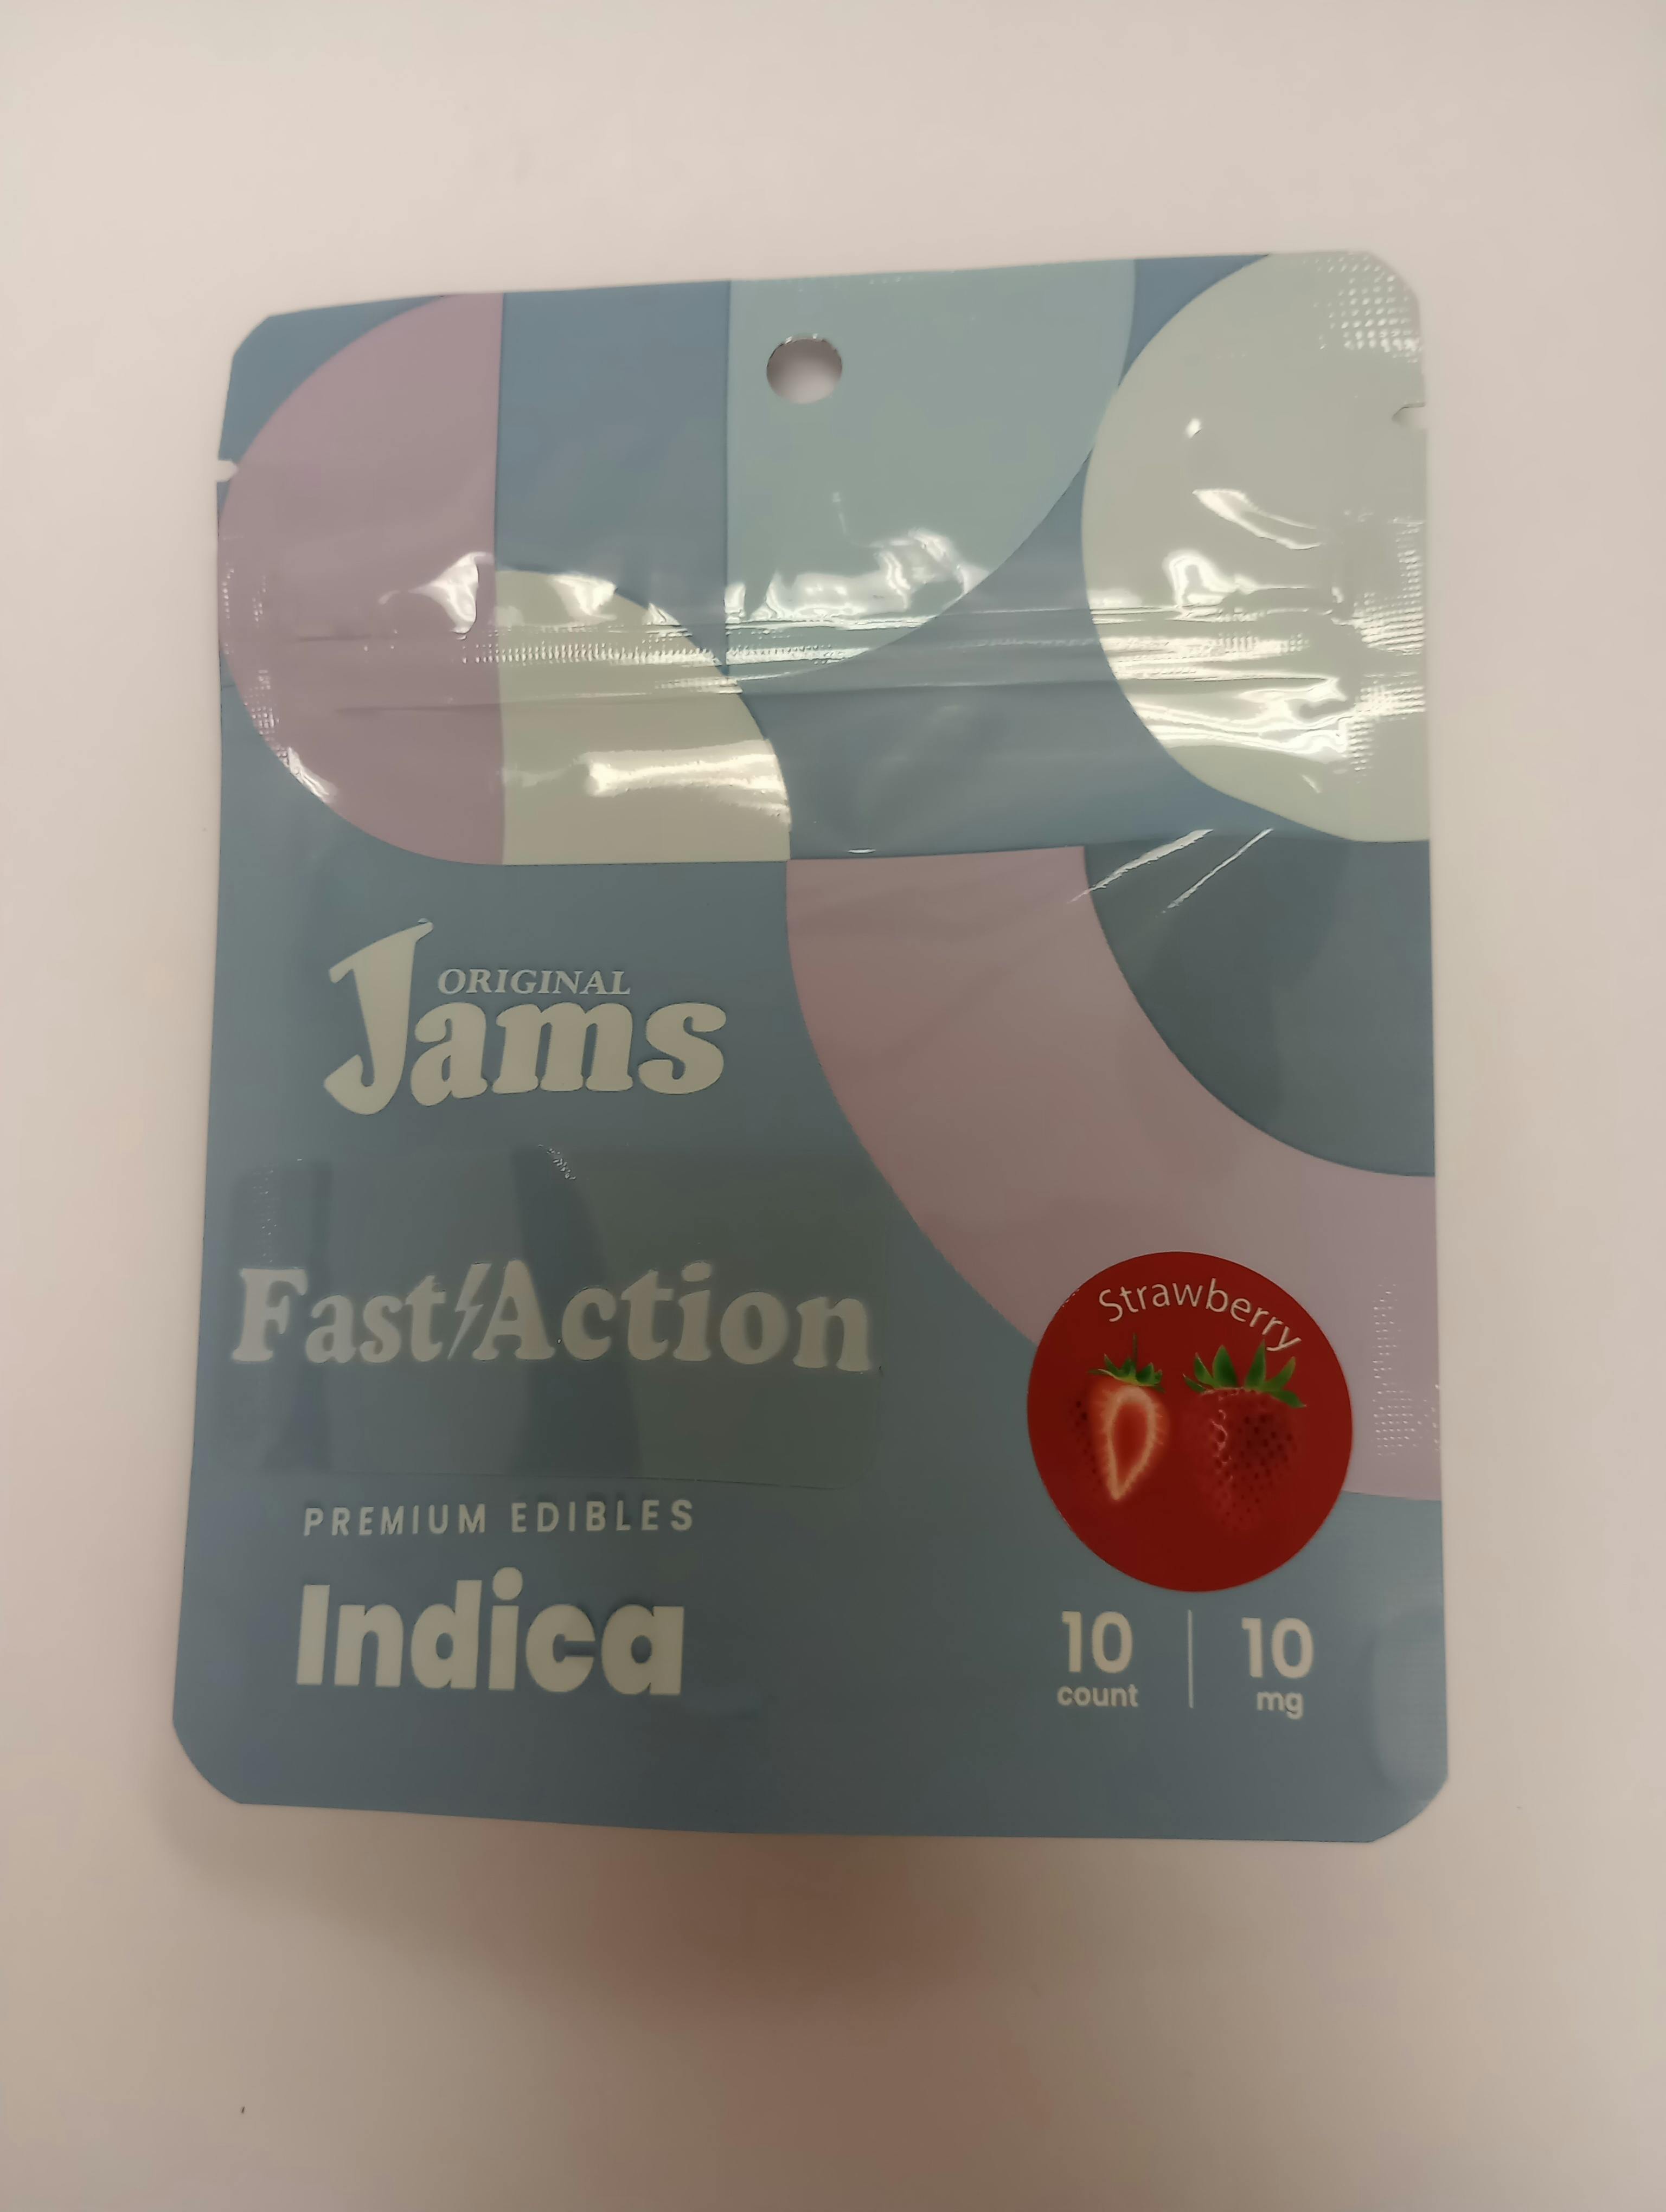 ORIGINAL
Jams
Fast Action
PREMIUM EDIBLES
Indica
Strawberry
10 count | 10 mg